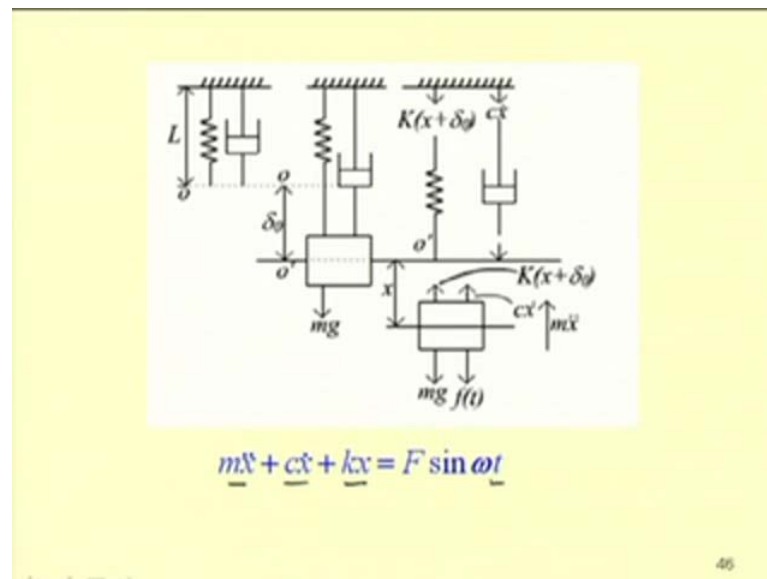 L
o
o
δ₀
o'
mg
K(x+δ₀) cẋ
o'
x
K(x+δ₀)
cẋ
mẍ
mg f(t)
mẍ + cẋ + kx = F sin ωt
46